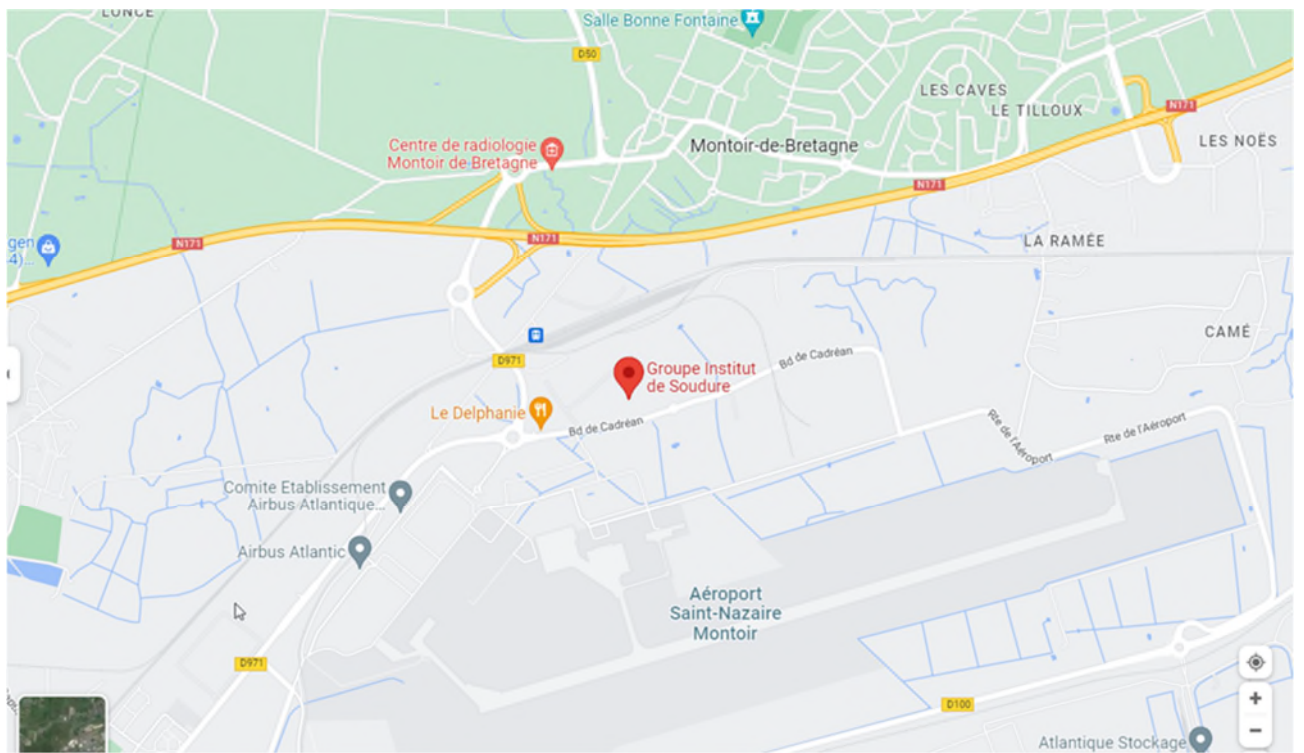 LONCE
Salle Bonne Fontaine
D50
LES CAVES
LE TILLOUX
N171
LES NOËS
Centre de radiologie
Montoir de Bretagne
Montoir-de-Bretagne
N171
gen
4)...
N171
N171
LA RAMÉE
CAMÉ
D971
Groupe Institut
de Soudure
Bd de Cadréan
Le Delphanie
Bd de Cadréan
Rte de l'Aéroport
Rte de l'Aéroport
Comite Etablissement
Airbus Atlantique...
Airbus Atlantic
Aéroport
Saint-Nazaire
Montoir
D971
D100
Atlantique Stockage